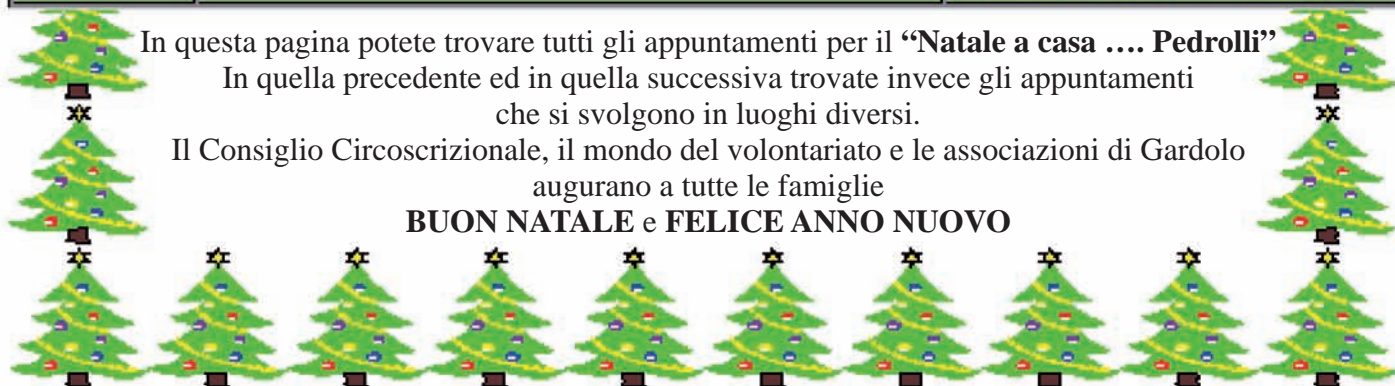 In questa pagina potete trovare tutti gli appuntamenti per il “Natale a casa …. Pedrolli”
In quella precedente ed in quella successiva trovate invece gli appuntamenti
che si svolgono in luoghi diversi.
Il Consiglio Circoscrizionale, il mondo del volontariato e le associazioni di Gardolo
augurano a tutte le famiglie
BUON NATALE e FELICE ANNO NUOVO